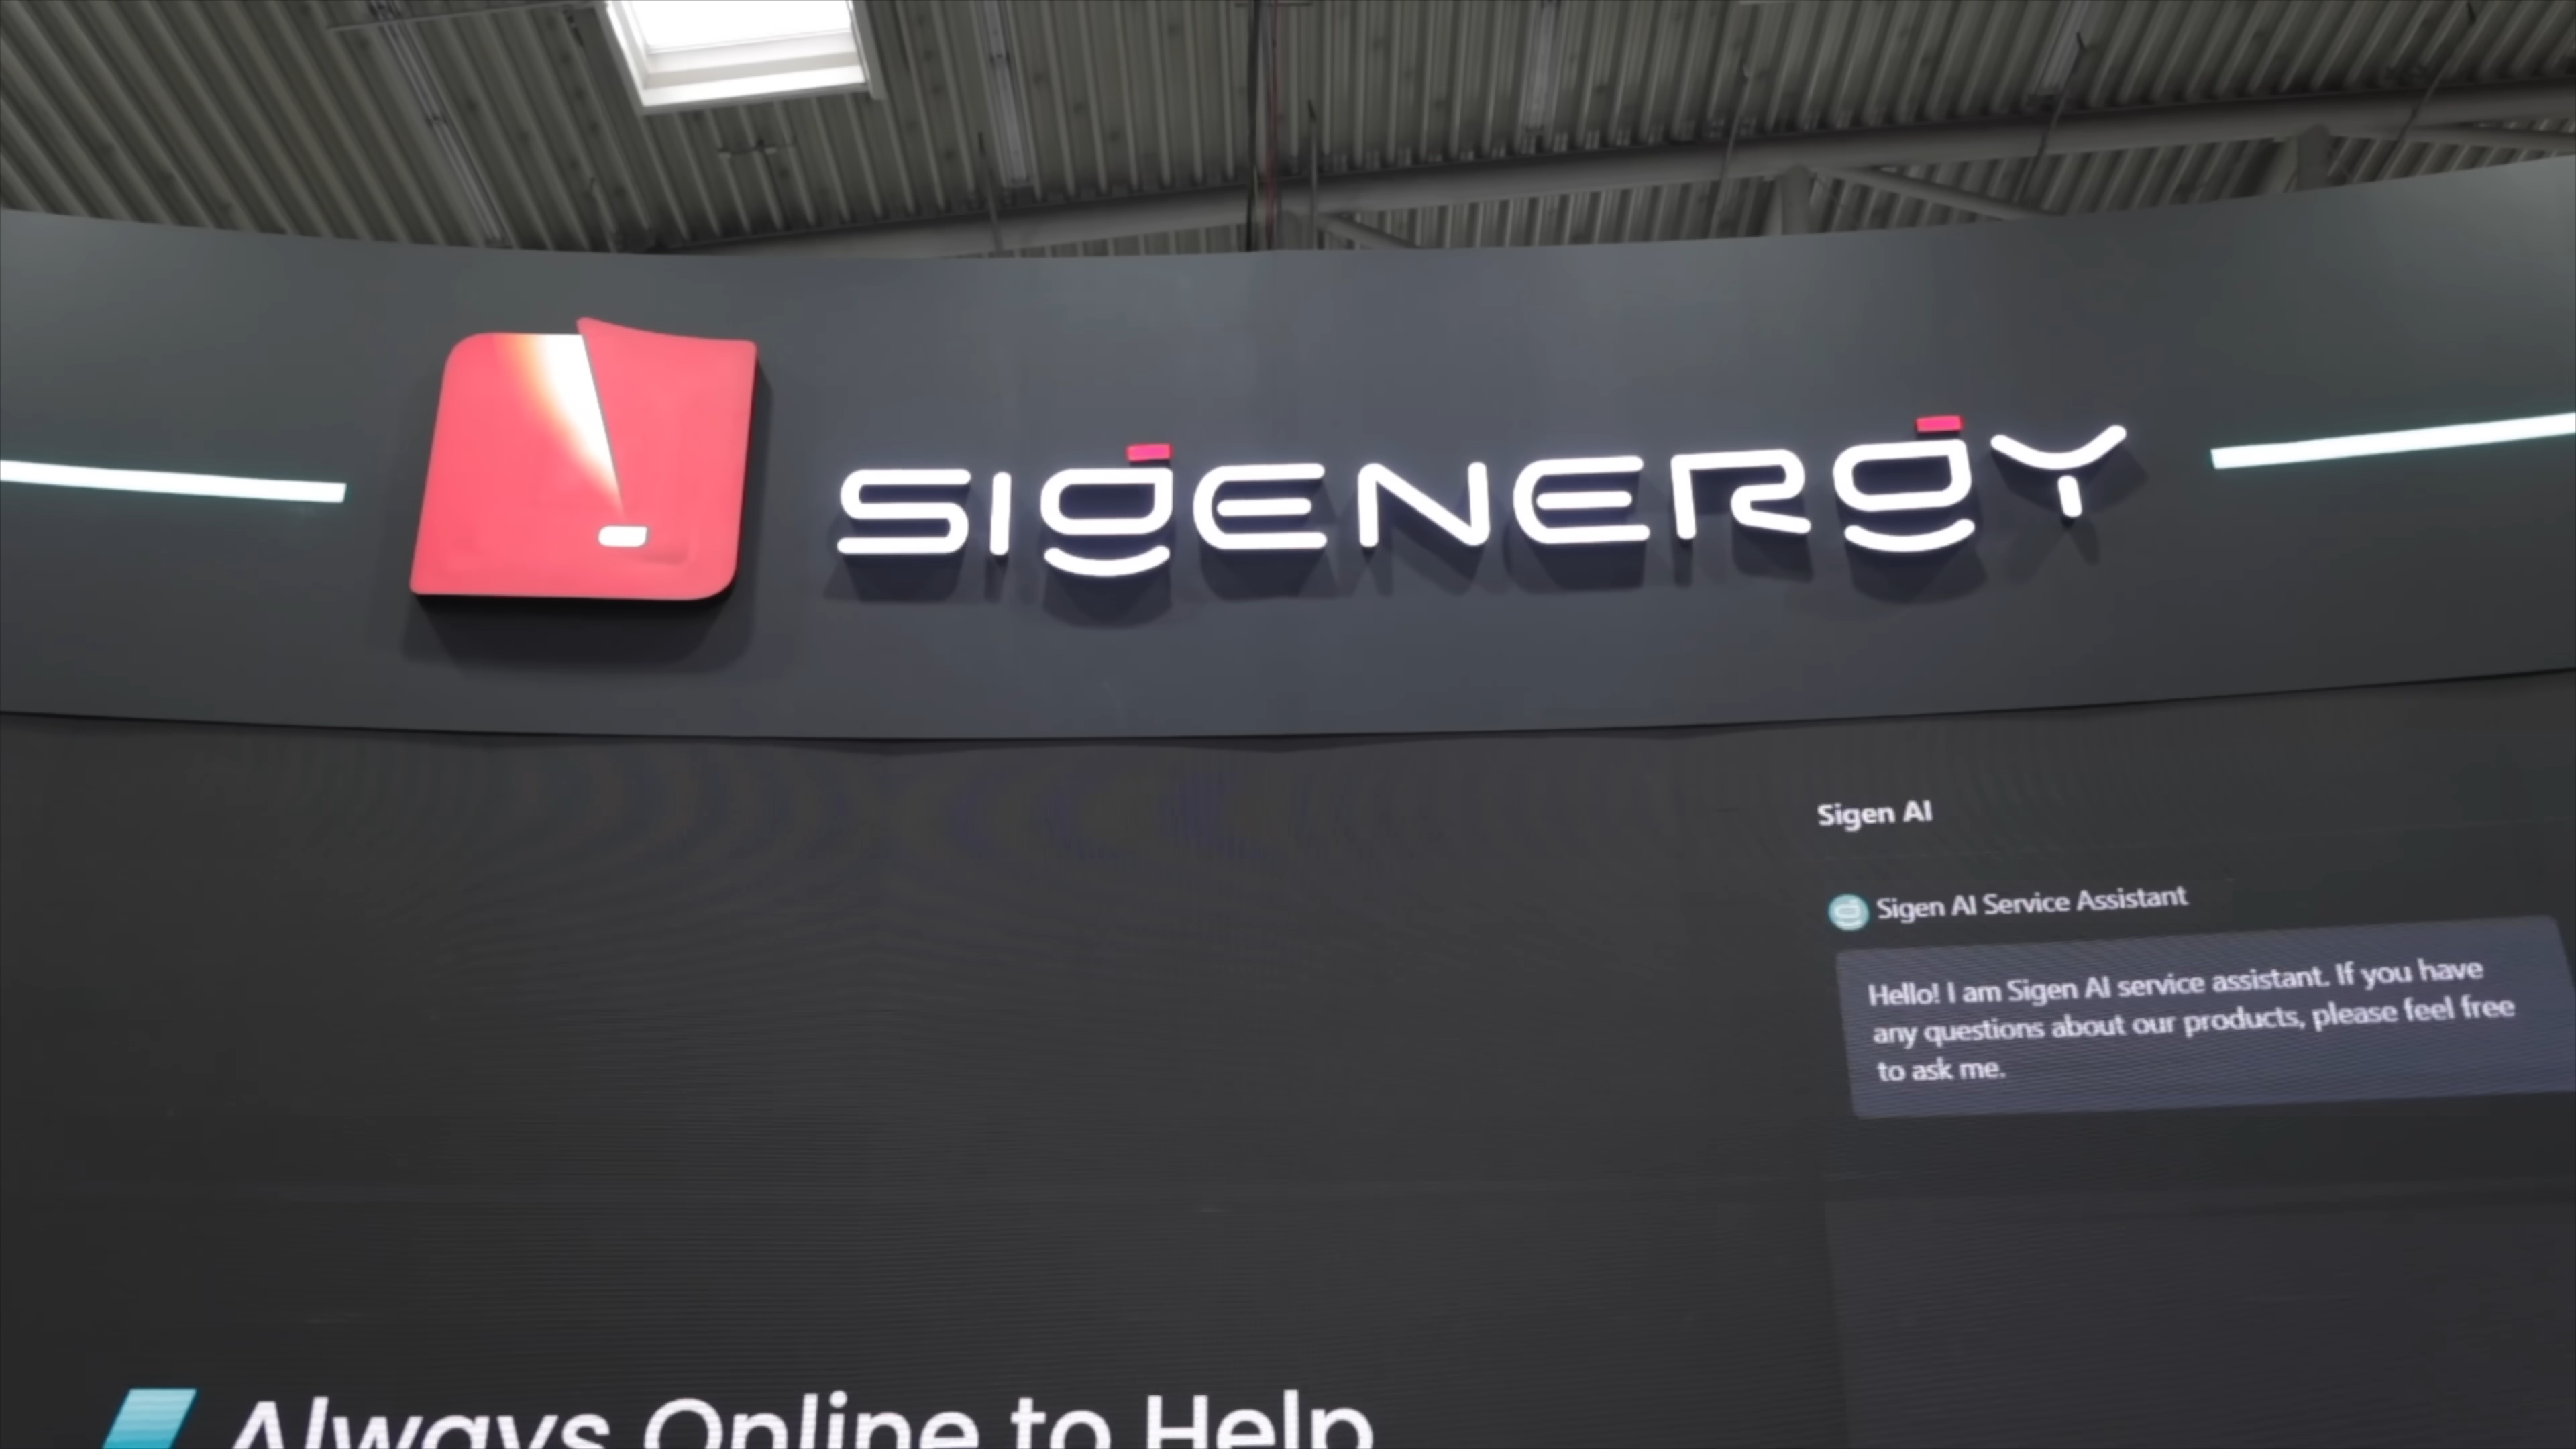 SIGENERGY
Sigen AI
Sigen AI Service Assistant
Hello! I am Sigen AI service assistant. If you have
any questions about our products, please feel free
to ask me.
Always Online to Help